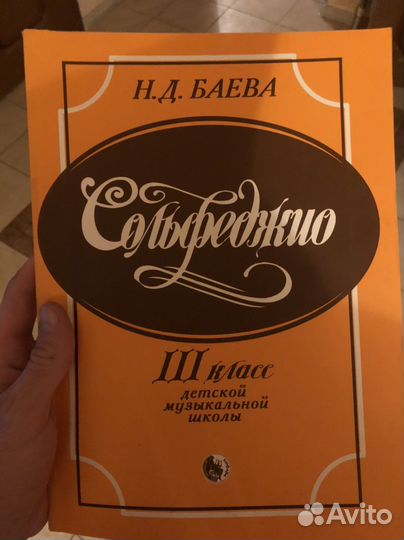 Н.Д. БАЕВА
Сольфеджио
III класс
детской
музыкальной
школы
Avito